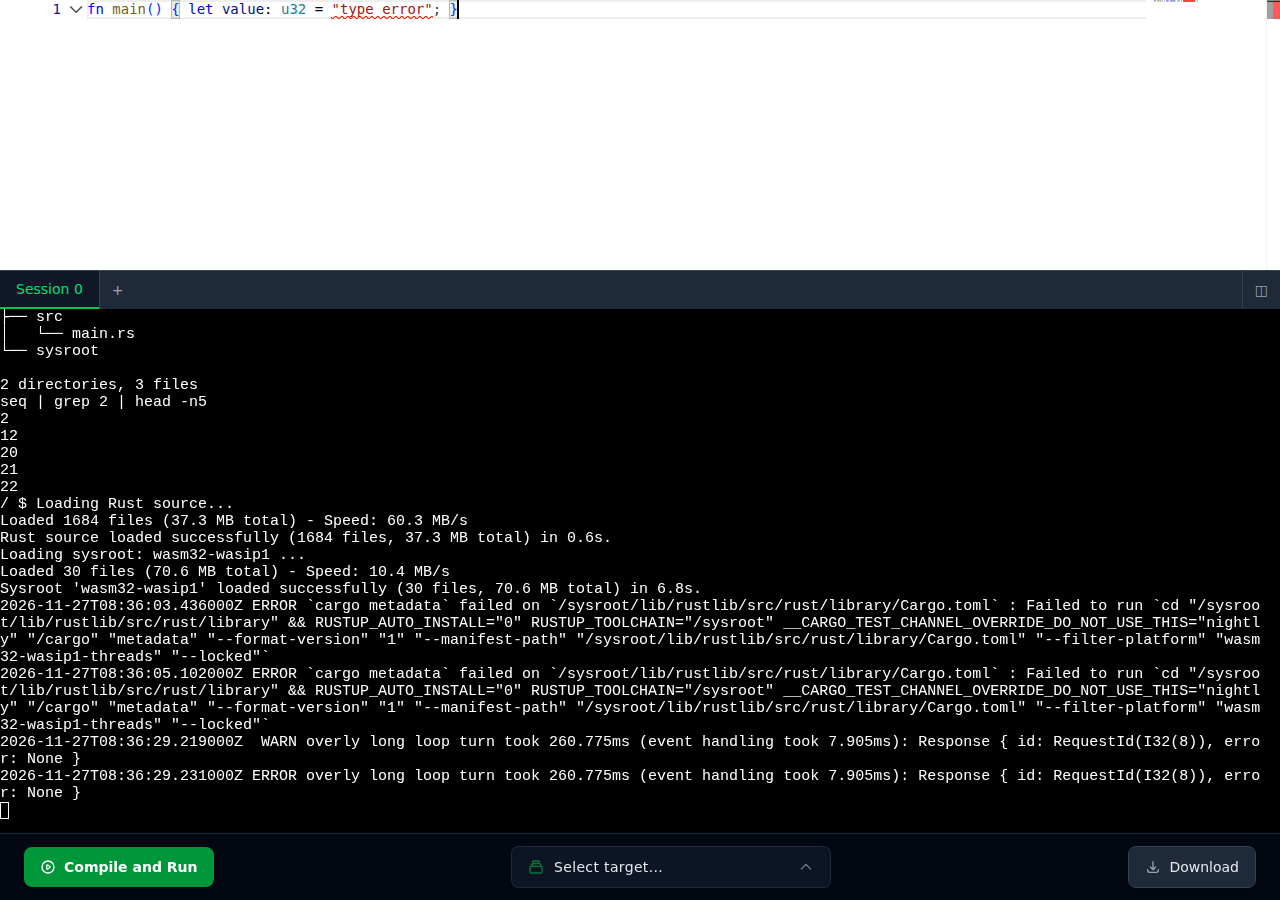 1 fn main() { let value: u32 = "type error"; }
Session 0 +
├── src
│   └── main.rs
└── sysroot
2 directories, 3 files
seq | grep 2 | head -n5
2
12
20
21
22
/ $ Loading Rust source...
Loaded 1684 files (37.3 MB total) - Speed: 60.3 MB/s
Rust source loaded successfully (1684 files, 37.3 MB total) in 0.6s.
Loading sysroot: wasm32-wasip1 ...
Loaded 30 files (70.6 MB total) - Speed: 10.4 MB/s
Sysroot 'wasm32-wasip1' loaded successfully (30 files, 70.6 MB total) in 6.8s.
2026-11-27T08:36:03.436000Z ERROR `cargo metadata` failed on `/sysroot/lib/rustlib/src/rust/library/Cargo.toml` : Failed to run `cd "/sysroo
t/lib/rustlib/src/rust/library" && RUSTUP_AUTO_INSTALL="0" RUSTUP_TOOLCHAIN="/sysroot" __CARGO_TEST_CHANNEL_OVERRIDE_DO_NOT_USE_THIS="nightl
y" "/cargo" "metadata" "--format-version" "1" "--manifest-path" "/sysroot/lib/rustlib/src/rust/library/Cargo.toml" "--filter-platform" "wasm
32-wasip1-threads" "--locked"`
2026-11-27T08:36:05.102000Z ERROR `cargo metadata` failed on `/sysroot/lib/rustlib/src/rust/library/Cargo.toml` : Failed to run `cd "/sysroo
t/lib/rustlib/src/rust/library" && RUSTUP_AUTO_INSTALL="0" RUSTUP_TOOLCHAIN="/sysroot" __CARGO_TEST_CHANNEL_OVERRIDE_DO_NOT_USE_THIS="nightl
y" "/cargo" "metadata" "--format-version" "1" "--manifest-path" "/sysroot/lib/rustlib/src/rust/library/Cargo.toml" "--filter-platform" "wasm
32-wasip1-threads" "--locked"`
2026-11-27T08:36:29.219000Z  WARN overly long loop turn took 260.775ms (event handling took 7.905ms): Response { id: RequestId(I32(8)), erro
r: None }
2026-11-27T08:36:29.231000Z ERROR overly long loop turn took 260.775ms (event handling took 7.905ms): Response { id: RequestId(I32(8)), erro
r: None }
Compile and Run
Select target...
Download